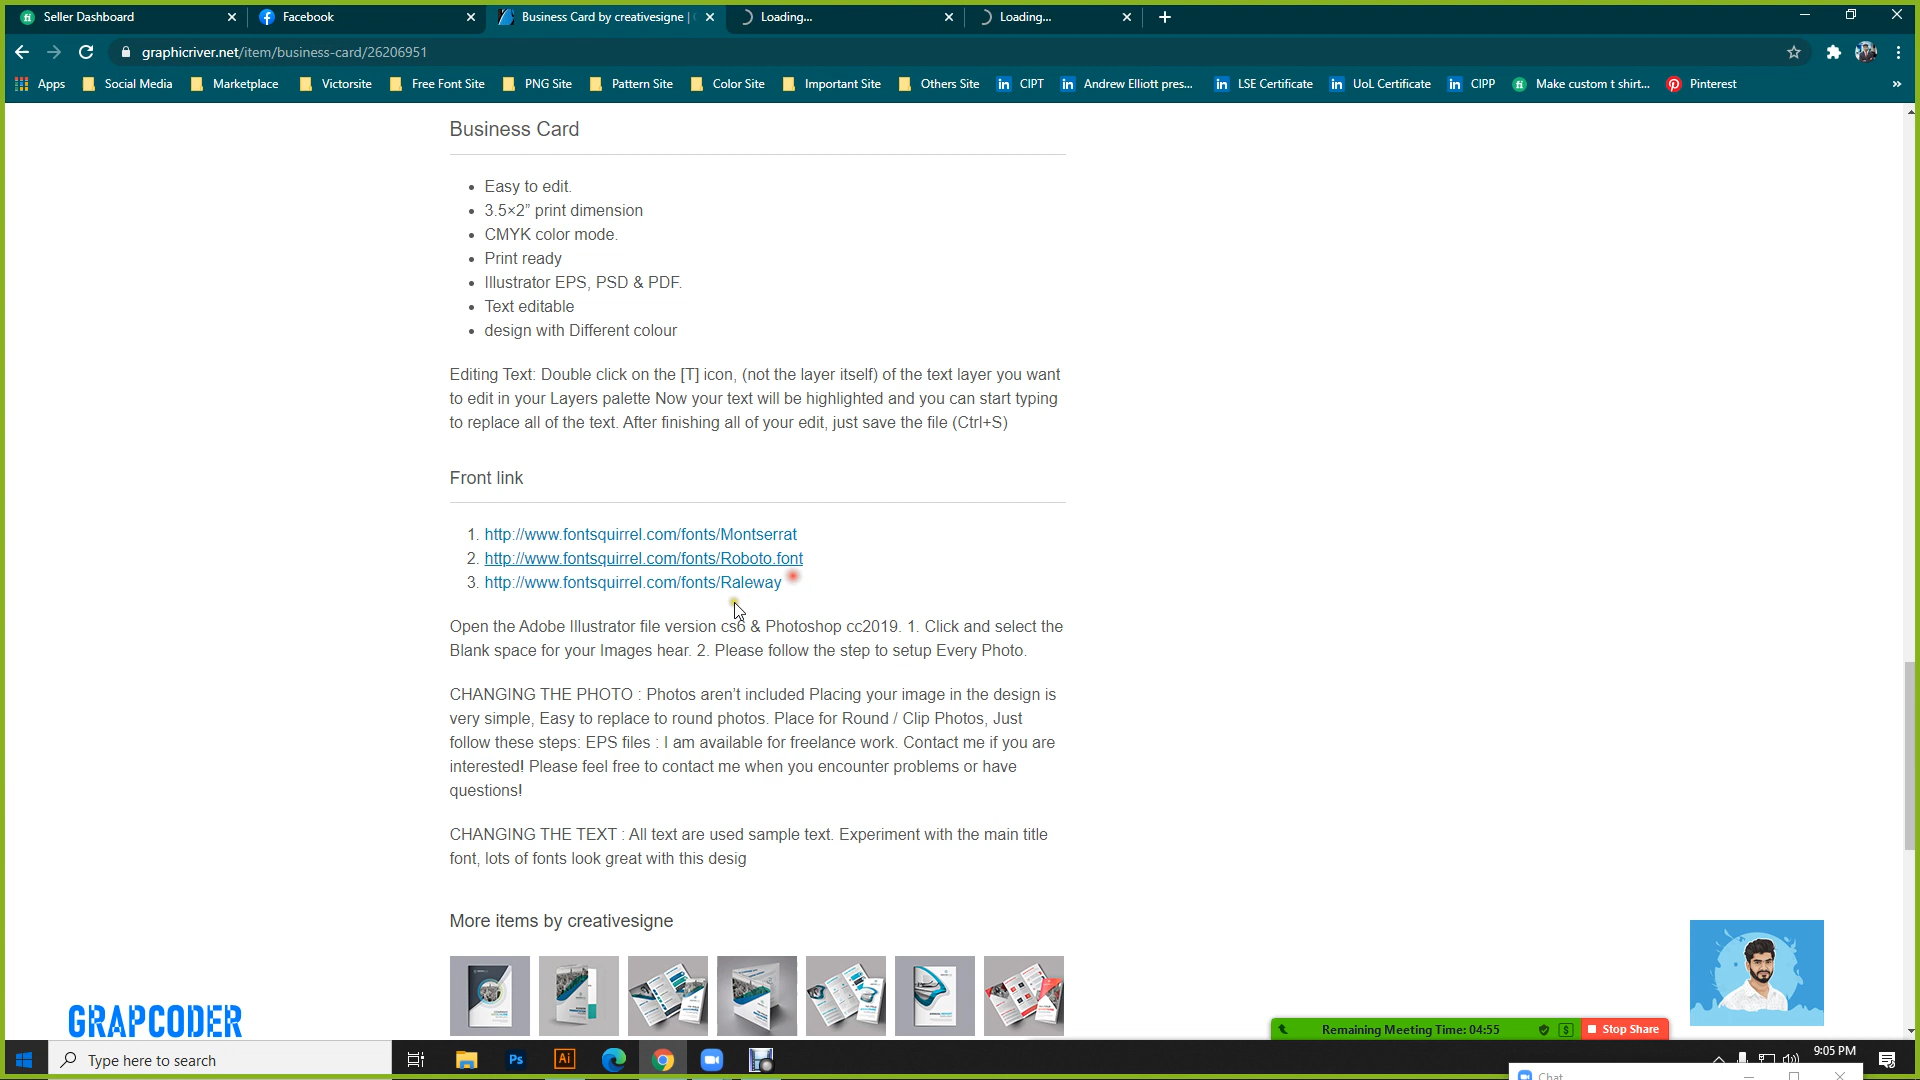 Seller Dashboard
Facebook
Business Card by creativesigne |
Loading...
Loading...
graphicriver.net/item/business-card/26206951
Apps
Social Media
Marketplace
Victorsite
Free Font Site
PNG Site
Pattern Site
Color Site
Important Site
Others Site
CIPT
Andrew Elliott pres...
LSE Certificate
UoL Certificate
CIPP
Make custom t shirt...
Pinterest
Business Card
Easy to edit.
3.5×2” print dimension
CMYK color mode.
Print ready
Illustrator EPS, PSD & PDF.
Text editable
design with Different colour
Editing Text: Double click on the [T] icon, (not the layer itself) of the text layer you want
to edit in your Layers palette Now your text will be highlighted and you can start typing
to replace all of the text. After finishing all of your edit, just save the file (Ctrl+S)
Front link
1. http://www.fontsquirrel.com/fonts/Montserrat
2. http://www.fontsquirrel.com/fonts/Roboto.font
3. http://www.fontsquirrel.com/fonts/Raleway
Open the Adobe Illustrator file version cs6 & Photoshop cc2019. 1. Click and select the
Blank space for your Images hear. 2. Please follow the step to setup Every Photo.
CHANGING THE PHOTO : Photos aren’t included Placing your image in the design is
very simple, Easy to replace to round photos. Place for Round / Clip Photos, Just
follow these steps: EPS files : I am available for freelance work. Contact me if you are
interested! Please feel free to contact me when you encounter problems or have
questions!
CHANGING THE TEXT : All text are used sample text. Experiment with the main title
font, lots of fonts look great with this desig
More items by creativesigne
GRAPCODER
Remaining Meeting Time: 04:55
Stop Share
Type here to search
Ps
Ai
9:05 PM
Chat